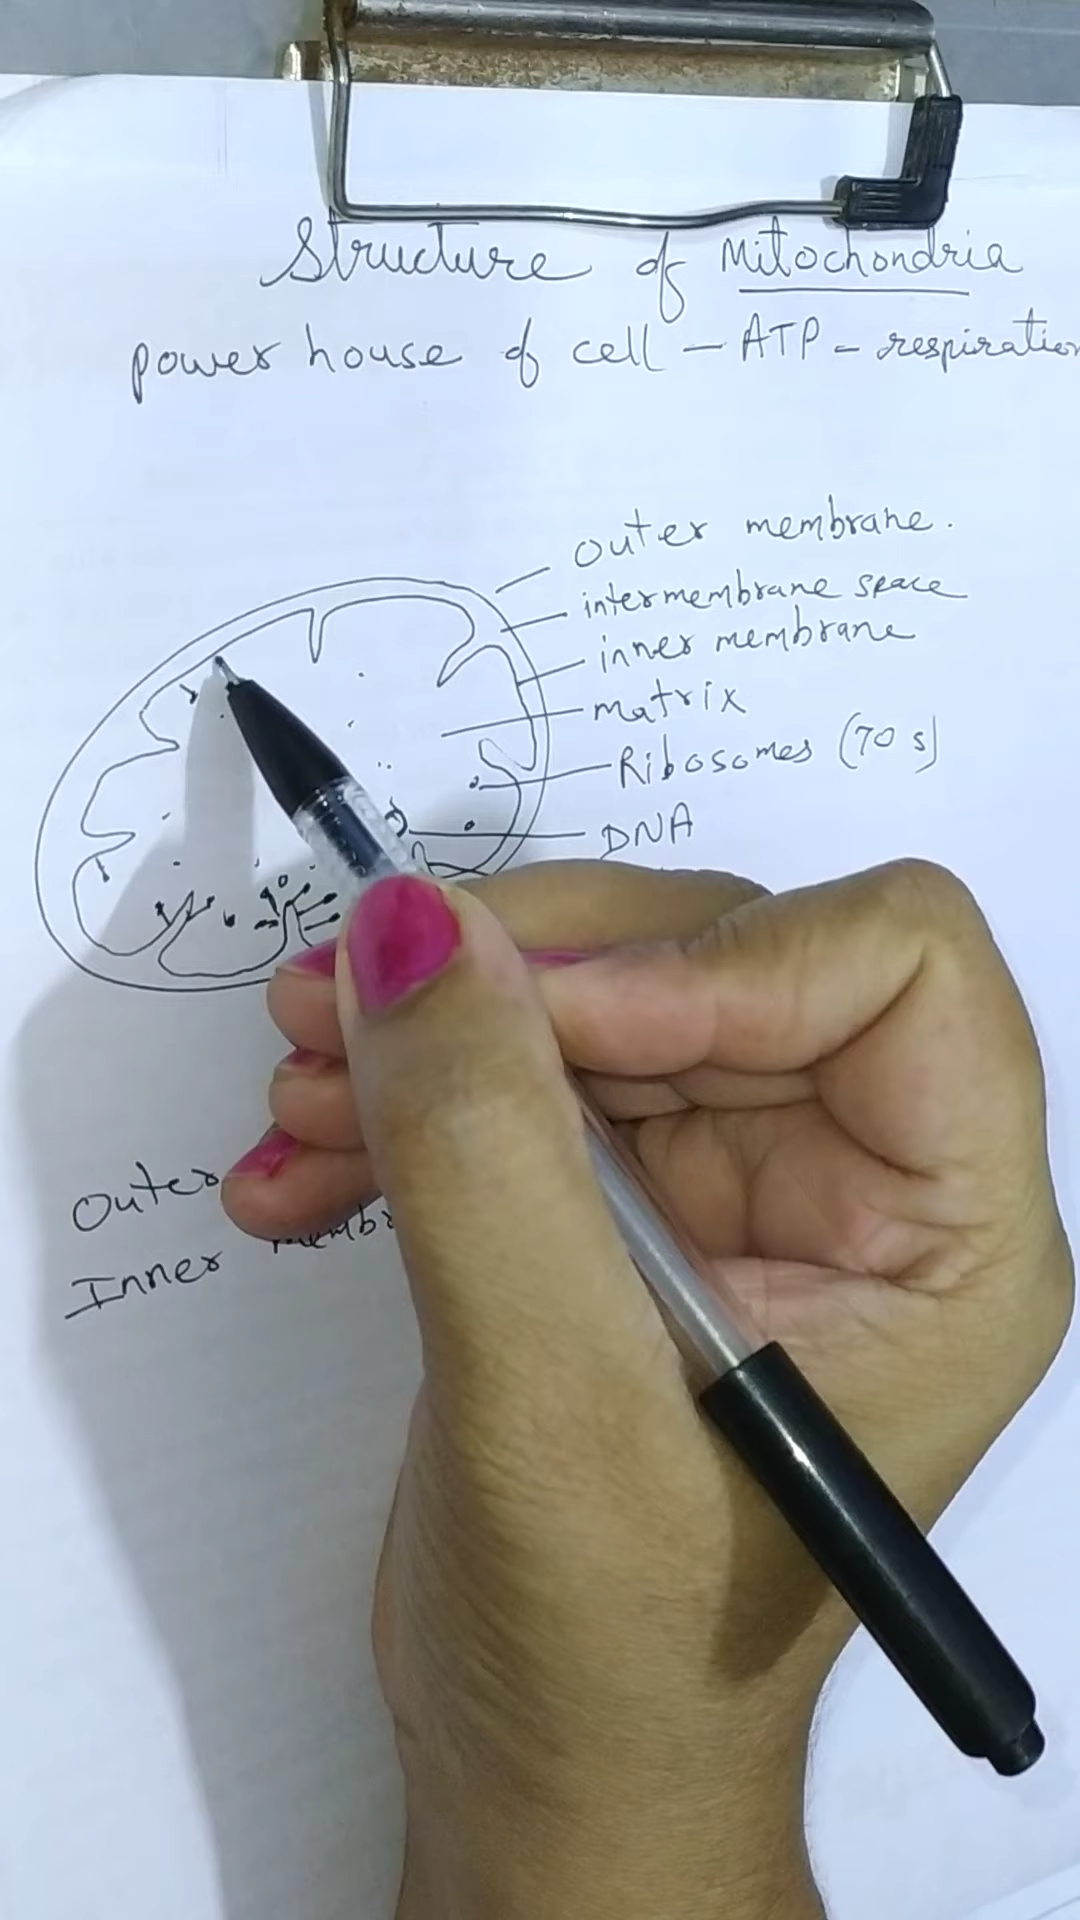 Structure of Mitochondria
power house of cell - ATP - respiration
outer membrane.
intermembrane space
inner membrane
matrix
Ribosomes (70 s)
DNA
Outer
Inner membr